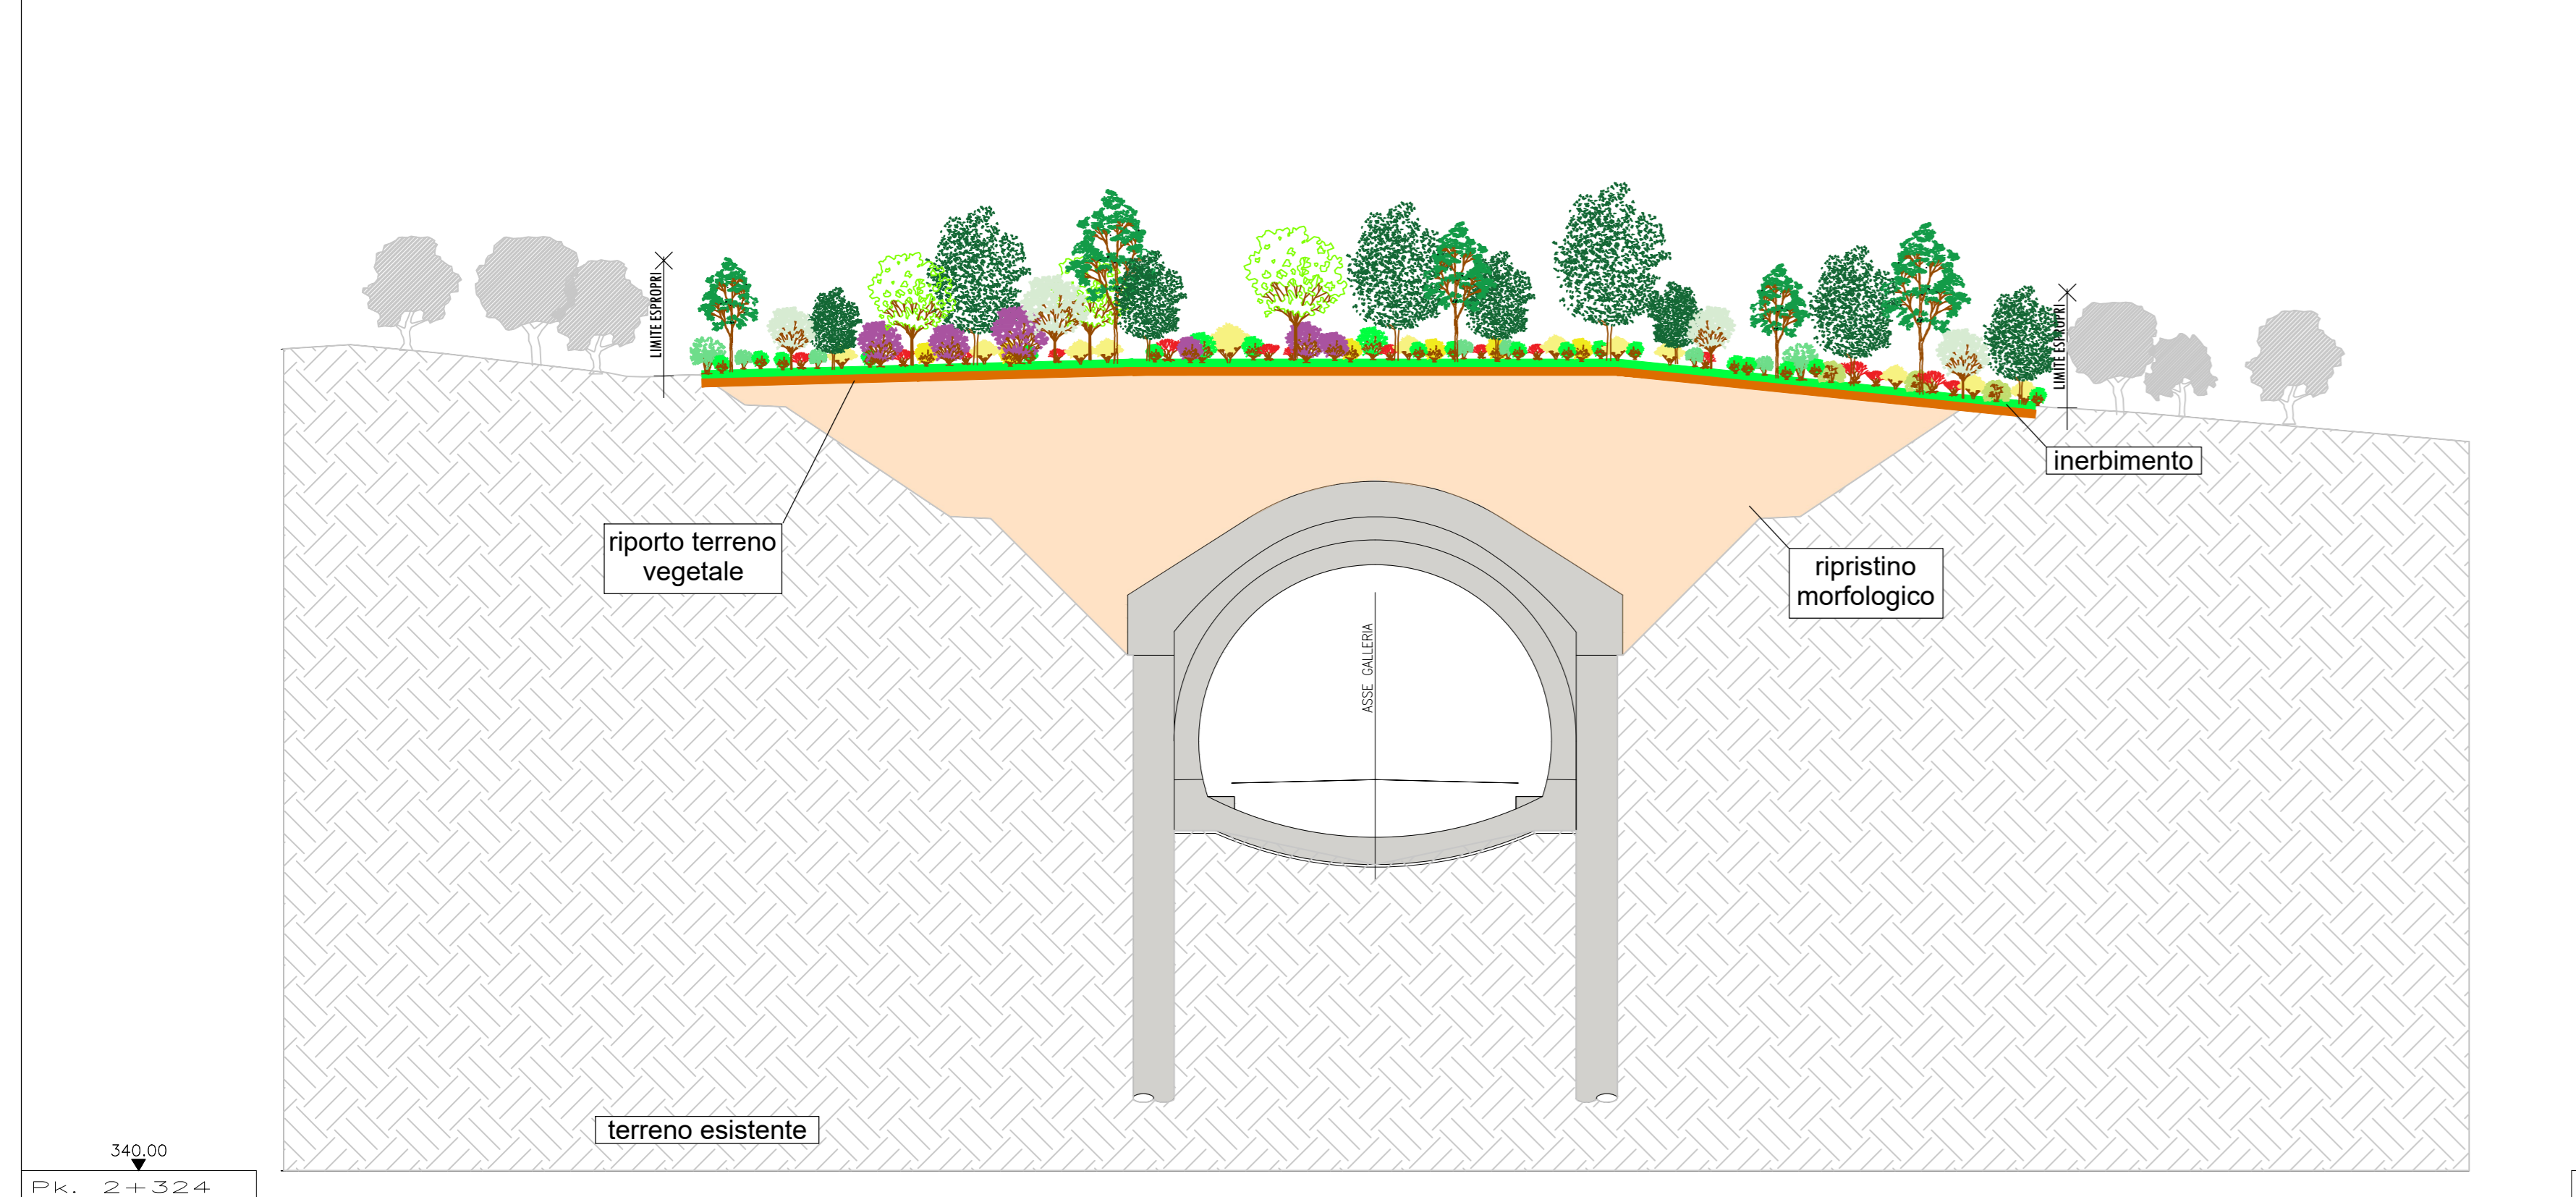 LIMITE ESPROPRI
LIMITE ESPROPRI
inerbimento
riporto terreno
vegetale
ripristino
morfologico
ASSE GALLERIA
terreno esistente
340.00
Pk. 2+324